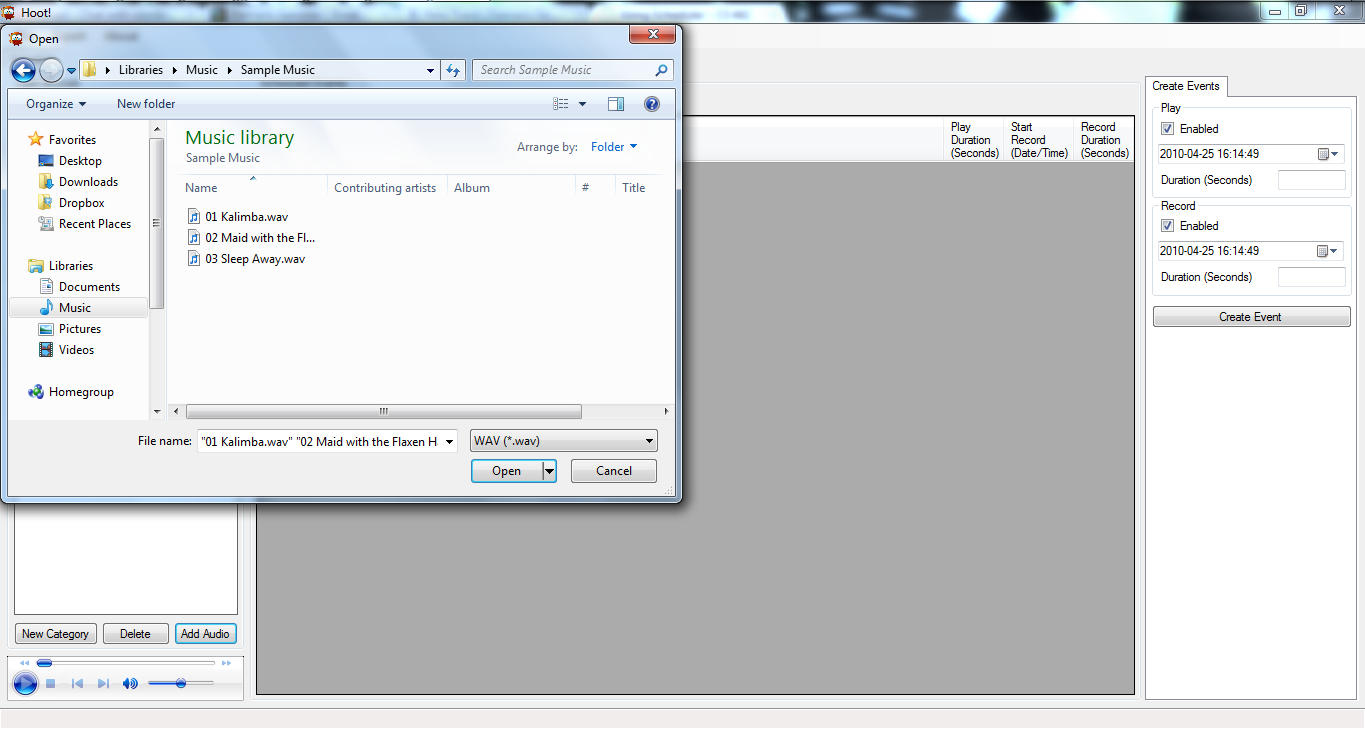 Hoot!
Open
Libraries Music Sample Music
Search Sample Music
Organize New folder
Favorites
Desktop
Downloads
Dropbox
Recent Places
Libraries
Documents
Music
Pictures
Videos
Homegroup
Music library
Sample Music
Arrange by: Folder
Name Contributing artists Album # Title
01 Kalimba.wav
02 Maid with the Fl...
03 Sleep Away.wav
File name: "01 Kalimba.wav" "02 Maid with the Flaxen H
WAV (*.wav)
Open Cancel
Play
Duration
(Seconds)
Start
Record
(Date/Time)
Record
Duration
(Seconds)
Create Events
Play
Enabled
2010-04-25 16:14:49
Duration (Seconds)
Record
Enabled
2010-04-25 16:14:49
Duration (Seconds)
Create Event
New Category Delete Add Audio